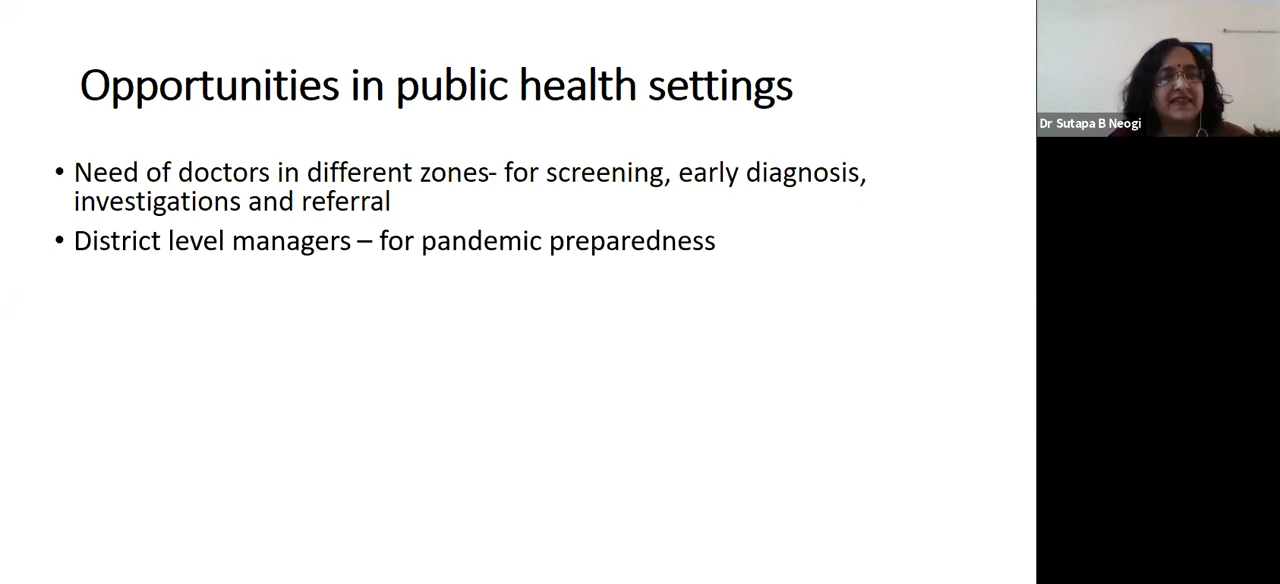 Opportunities in public health settings
• Need of doctors in different zones- for screening, early diagnosis,
investigations and referral
• District level managers – for pandemic preparedness
Dr Sutapa B Neogi